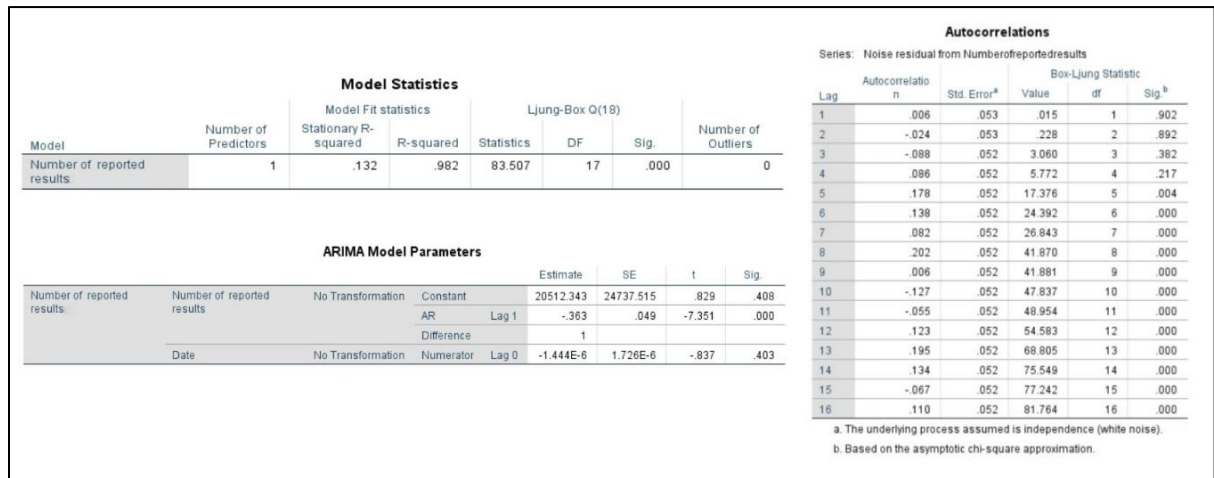 Model Statistics
Model Fit statistics Ljung-Box Q(18)
Model Number of Predictors Stationary R-squared R-squared Statistics DF Sig. Number of Outliers
Number of reported results 1 .132 .982 83.507 17 .000 0
ARIMA Model Parameters
Estimate SE t Sig.
Number of reported results Number of reported results No Transformation Constant 20512.343 24737.515 .829 .408
AR Lag 1 -.363 .049 -7.351 .000
Difference 1
Date No Transformation Numerator Lag 0 -1.444E-6 1.726E-6 -.837 .403
Autocorrelations
Series: Noise residual from Numberofreportedresults
Box-Ljung Statistic
Lag Autocorrelation Std. Error^a Value df Sig.^b
1 .006 .053 .015 1 .902
2 -.024 .053 .228 2 .892
3 -.088 .052 3.060 3 .382
4 .086 .052 5.772 4 .217
5 .178 .052 17.376 5 .004
6 .138 .052 24.392 6 .000
7 .082 .052 26.843 7 .000
8 .202 .052 41.870 8 .000
9 .006 .052 41.881 9 .000
10 -.127 .052 47.837 10 .000
11 -.055 .052 48.954 11 .000
12 .123 .052 54.583 12 .000
13 .195 .052 68.805 13 .000
14 .134 .052 75.549 14 .000
15 -.067 .052 77.242 15 .000
16 .110 .052 81.764 16 .000
a. The underlying process assumed is independence (white noise).
b. Based on the asymptotic chi-square approximation.